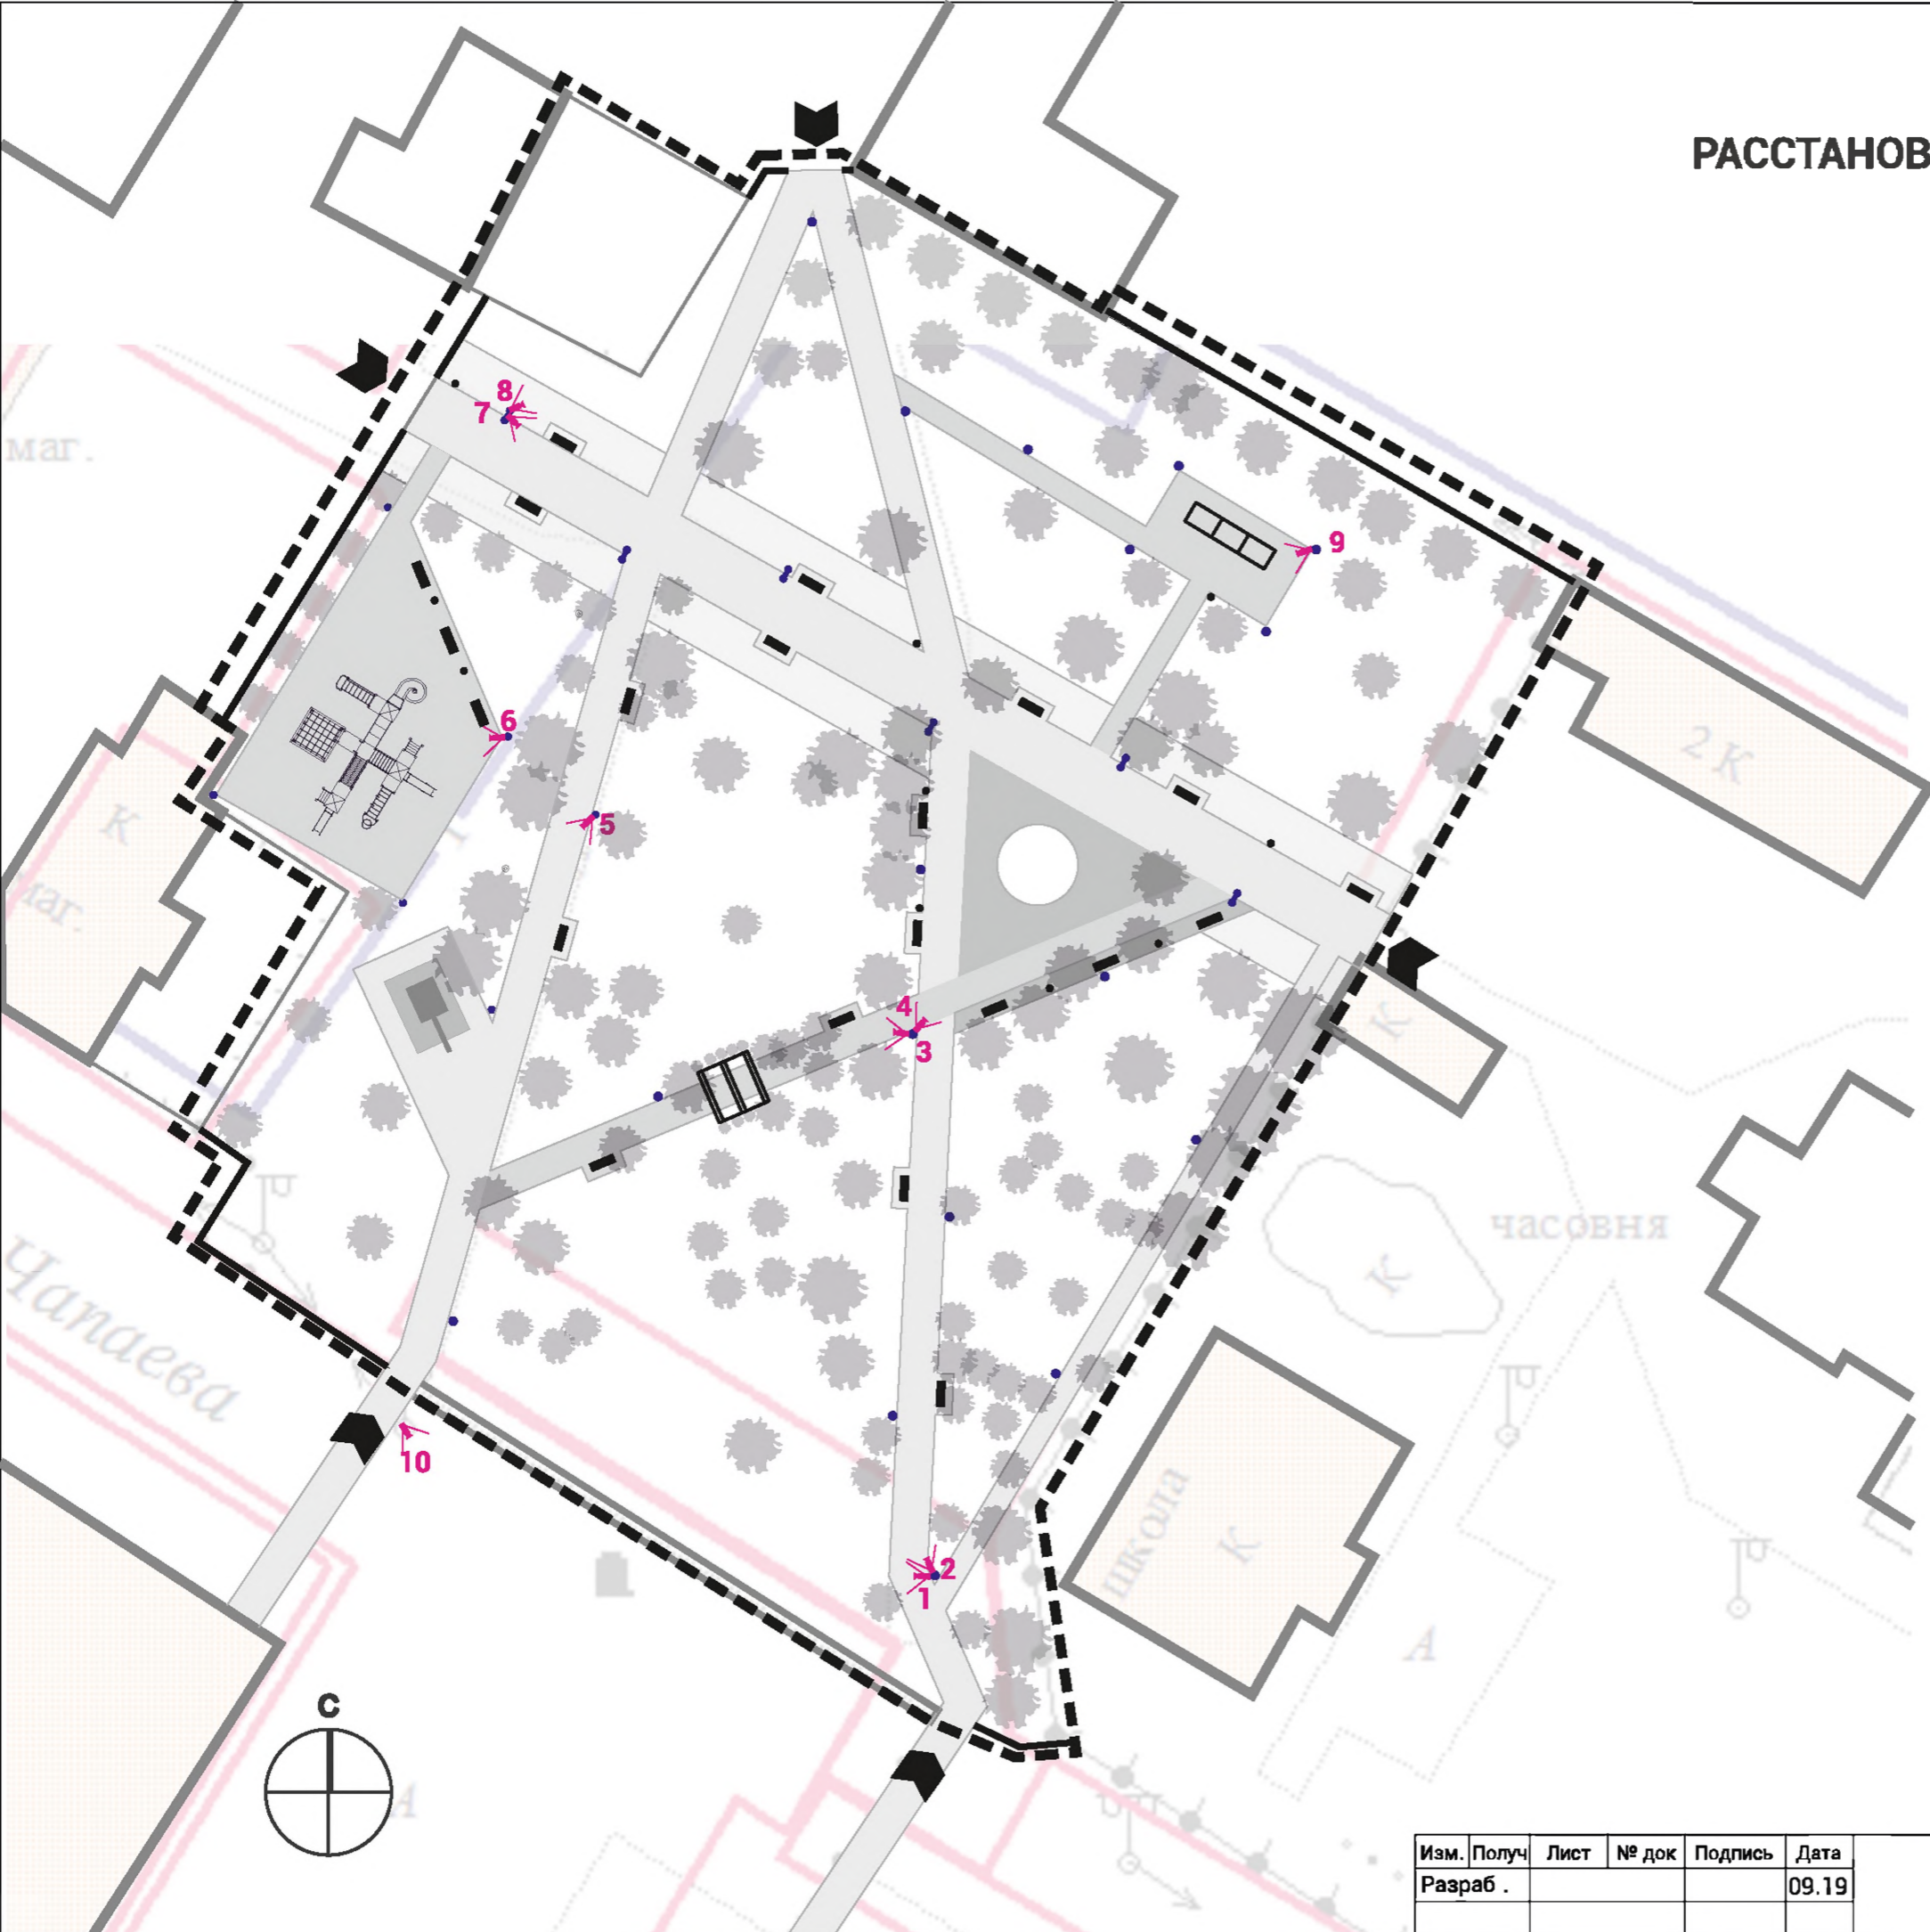 РАССТАНОВ
8
7
маг.
9
2 К
6
5
К
маг.
4
3
К
часовня
К
Чапаева
10
школа
К
2
1
А
С
А
Изм. Получ Лист № док Подпись Дата
Разраб . 09.19